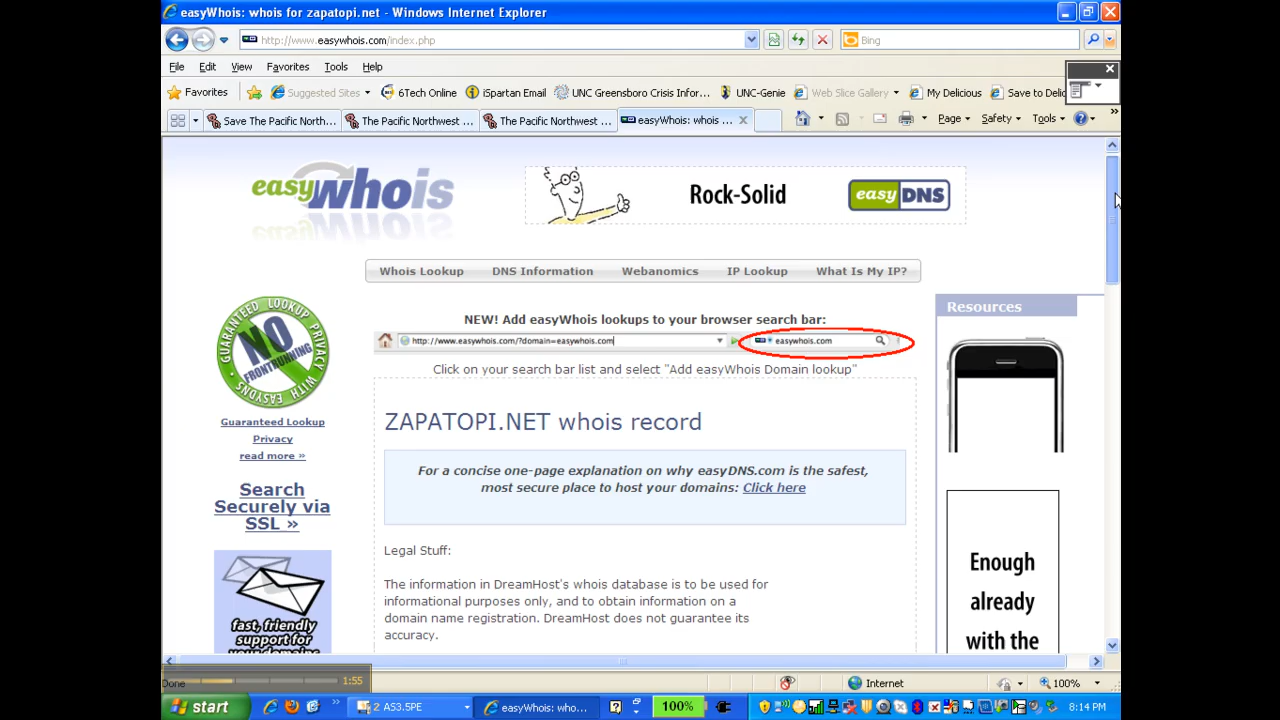 easyWhois: whois for zapatopi.net - Windows Internet Explorer
http://www.easywhois.com/index.php
Bing
File Edit View Favorites Tools Help
Favorites Suggested Sites 6Tech Online iSpartan Email UNC Greensboro Crisis Infor... UNC-Genie Web Slice Gallery My Delicious Save to Delic
Save The Pacific North... The Pacific Northwest ... The Pacific Northwest ... easyWhois: whois ... Page Safety Tools
easywhois
Rock-Solid
easyDNS
Whois Lookup DNS Information Webanomics IP Lookup What Is My IP?
GUARANTEED LOOKUP PRIVACY WITH EASYDNS
NO
FRONTRUNNING
Guaranteed Lookup
Privacy
read more »
Search
Securely via
SSL »
fast, friendly
support for
your domains
NEW! Add easyWhois lookups to your browser search bar:
http://www.easywhois.com/?domain=easywhois.com
easywhois.com
Click on your search bar list and select "Add easyWhois Domain lookup"
ZAPATOPI.NET whois record
For a concise one-page explanation on why easyDNS.com is the safest,
most secure place to host your domains: Click here
Legal Stuff:
The information in DreamHost's whois database is to be used for
informational purposes only, and to obtain information on a
domain name registration. DreamHost does not guarantee its
accuracy.
Resources
Enough
already
with the
Done
1:55
Internet
100%
start
2 AS3.5PE
easyWhois: who...
100%
8:14 PM